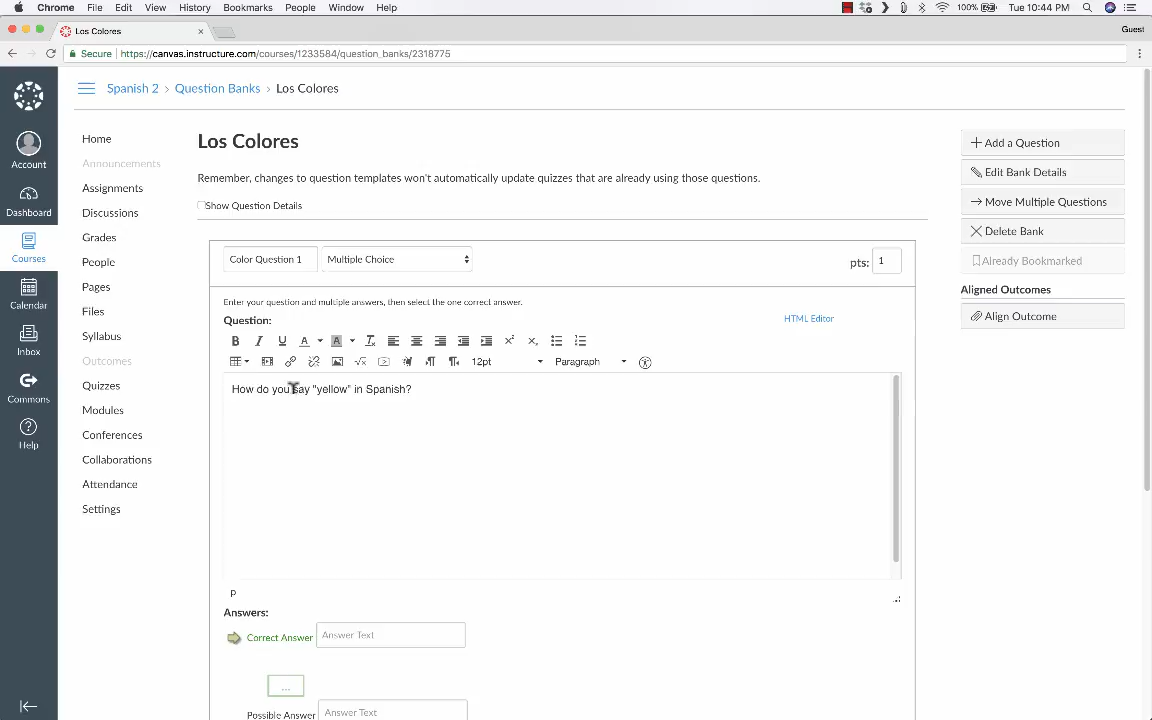 Chrome File Edit View History Bookmarks People Window Help 100% Tue 10:44 PM
Los Colores Guest
Secure https://canvas.instructure.com/courses/1233584/question_banks/2318775
Spanish 2 > Question Banks > Los Colores
Account
Dashboard
Courses
Calendar
Inbox
Commons
Help
Home
Announcements
Assignments
Discussions
Grades
People
Pages
Files
Syllabus
Outcomes
Quizzes
Modules
Conferences
Collaborations
Attendance
Settings
Los Colores
Remember, changes to question templates won't automatically update quizzes that are already using those questions.
Show Question Details
Color Question 1 Multiple Choice pts: 1
Enter your question and multiple answers, then select the one correct answer.
Question: HTML Editor
B I U A A
12pt Paragraph
How do you say "yellow" in Spanish?
p
Answers:
Correct Answer Answer Text
...
Possible Answer Answer Text
Add a Question
Edit Bank Details
Move Multiple Questions
Delete Bank
Already Bookmarked
Aligned Outcomes
Align Outcome